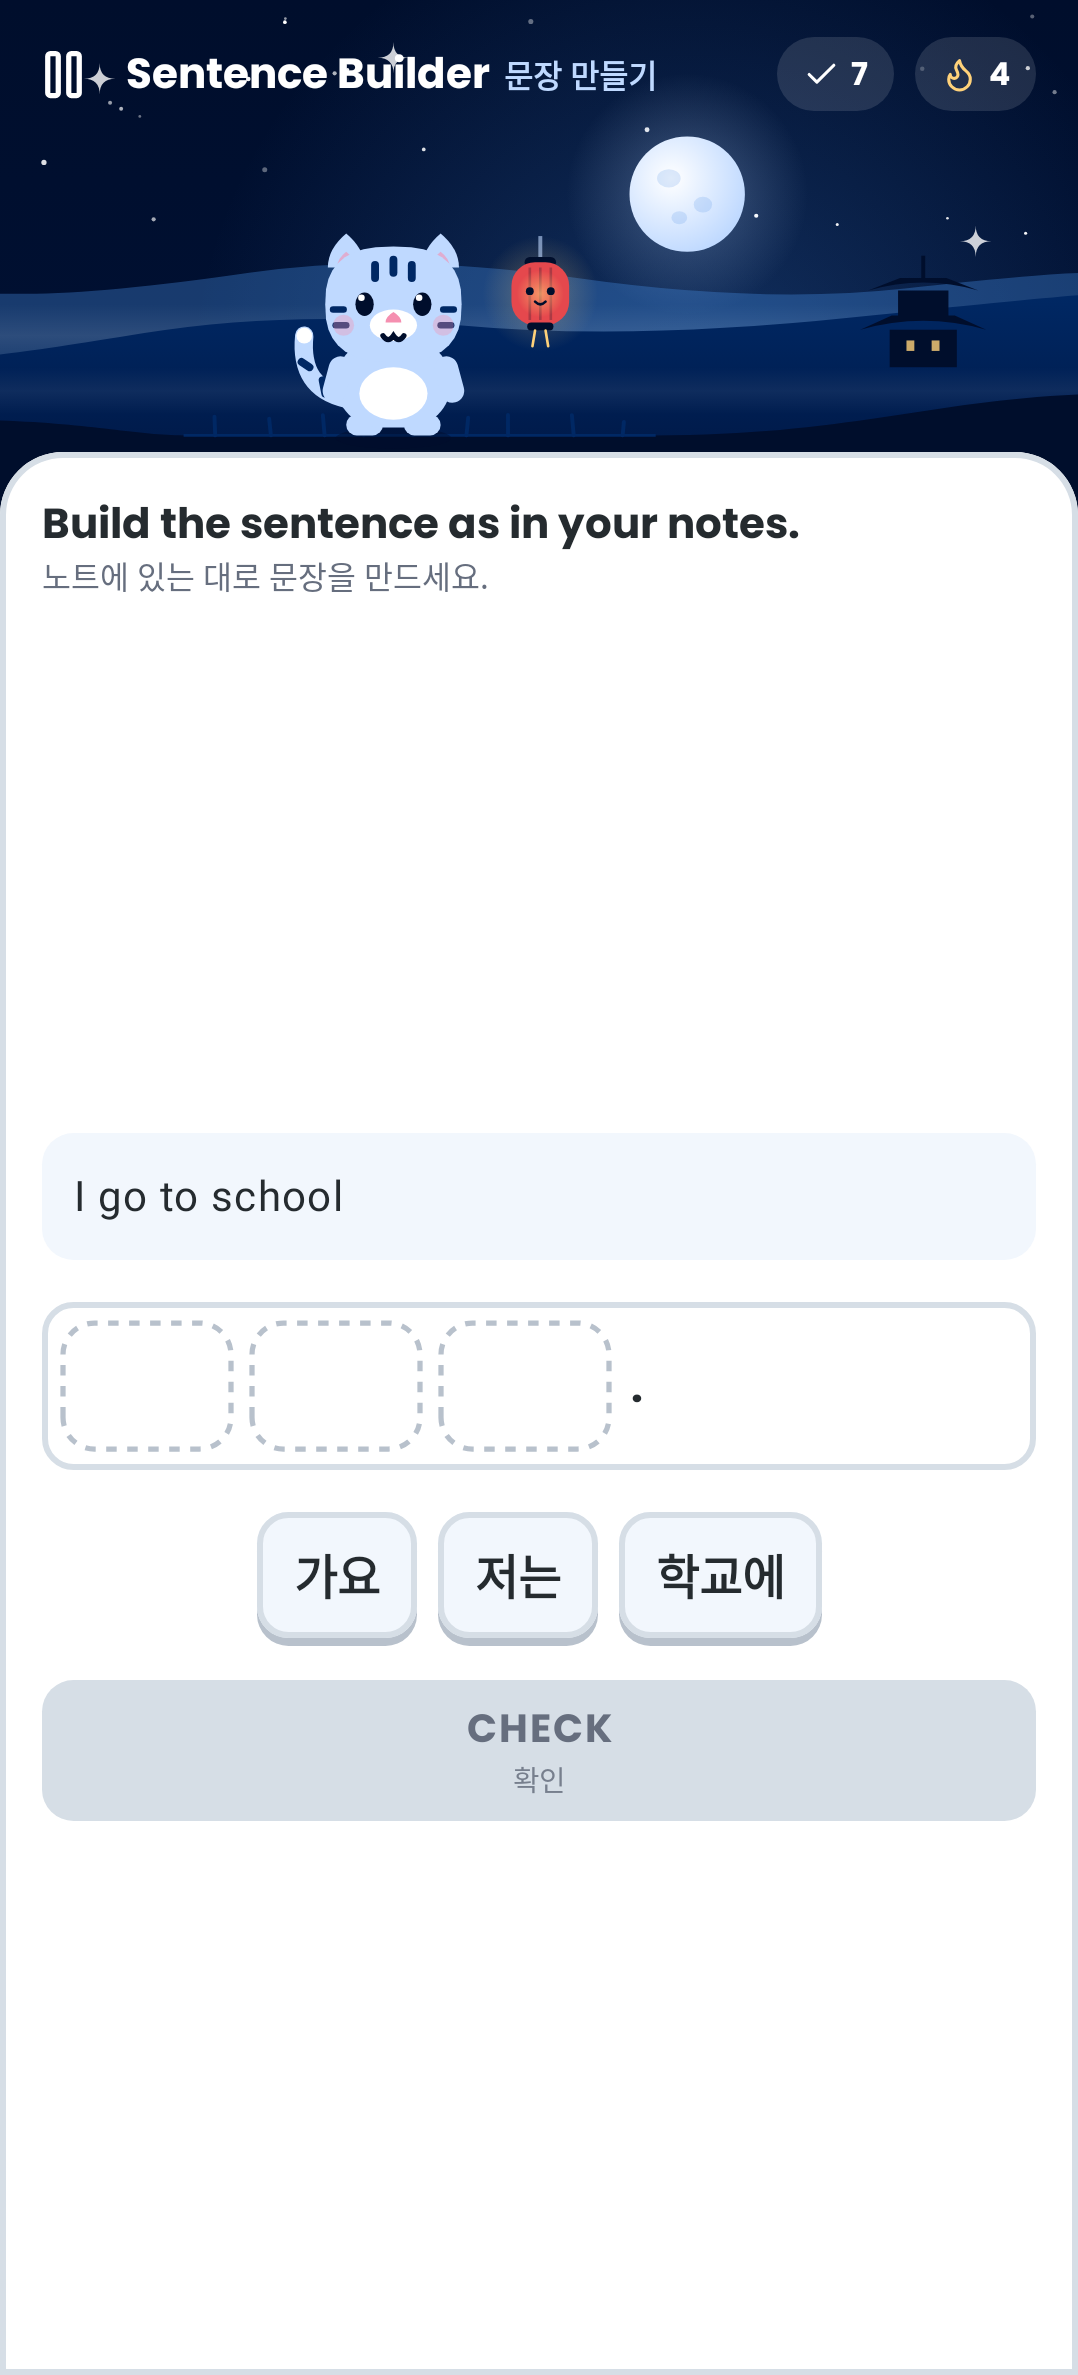 Sentence Builder 문장 만들기 7 4
Build the sentence as in your notes.
노트에 있는 대로 문장을 만드세요.
I go to school
.
가요 저는 학교에
CHECK
확인